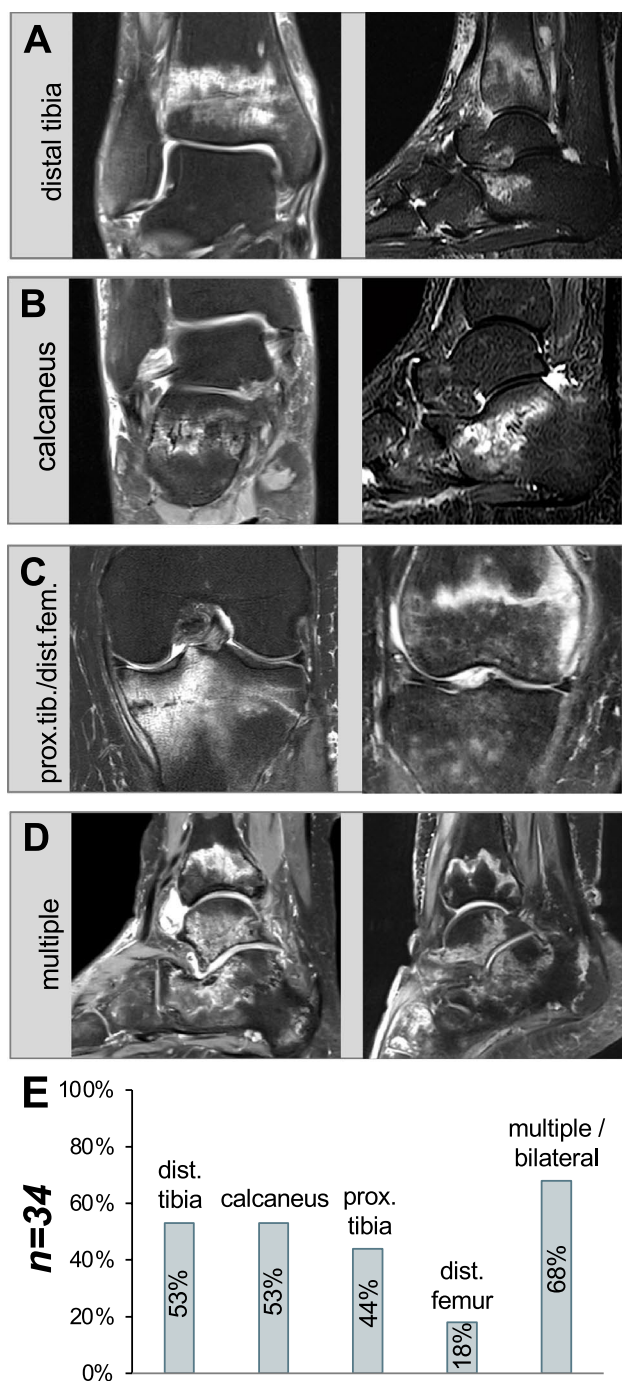 A
distal tibia
B
calcaneus
C
prox.tib./dist.fem.
D
multiple
E
100%
80%
60%
40%
20%
0%
n=34
dist.
tibia
53%
calcaneus
53%
prox.
tibia
44%
dist.
femur
18%
multiple /
bilateral
68%